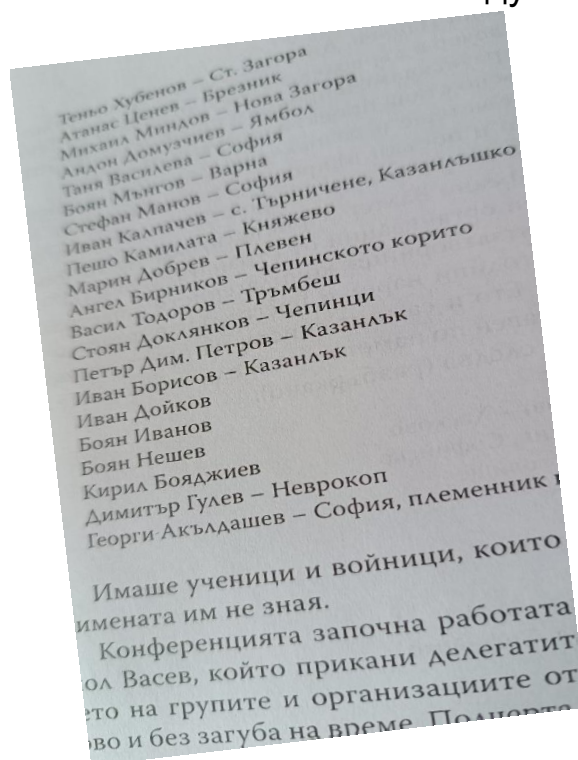 Теньо Хубенов – Ст. Загора
Атанас Ценев – Брезник
Михаил Миндов – Нова Загора
Андон Домузчиев – Ямбол
Таня Василева – София
Боян Мънгов – Варна
Стефан Манов – София
Иван Калпачев – с. Търничене, Казанлъшко
Пешо Камилата – Княжево
Марин Добрев – Плевен
Ангел Бирников – Чепинското корито
Васил Тодоров – Тръмбеш
Стоян Доклянков – Чепинци
Петър Дим. Петров – Казанлък
Иван Борисов – Казанлък
Иван Дойков
Боян Иванов
Боян Нешев
Кирил Бояджиев
Димитър Гулев – Неврокоп
Георги Акълдашев – София, племенник
Имаше ученици и войници, които
имената им не зная.
Конференцията започна работата
ол Васев, който прикани делегатит
ето на групите и организациите от
ово и без загуба на време.